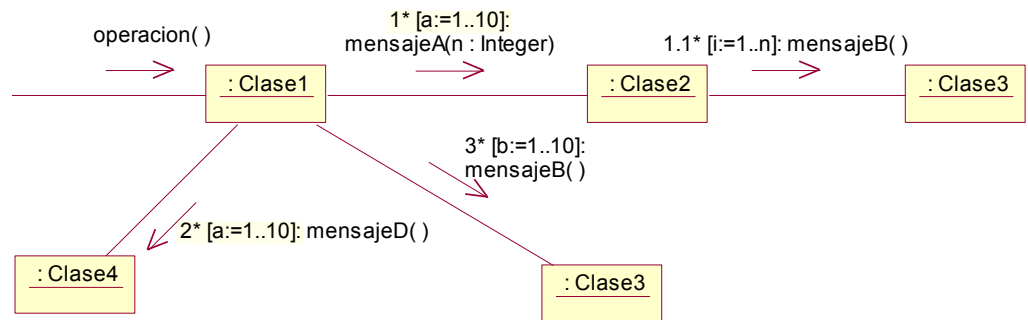 operacion( )
1* [a:=1..10]:
mensajeA(n : Integer)
1.1* [i:=1..n]: mensajeB( )
: Clase1
: Clase2
: Clase3
3* [b:=1..10]:
mensajeB( )
2* [a:=1..10]: mensajeD( )
: Clase4
: Clase3